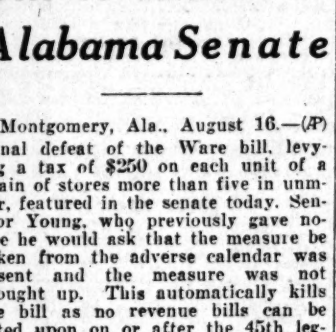 Alabama Senate
Montgomery, Ala., August 16.—(AP)
nal defeat of the Ware bill, levy-
g a tax of $250 on each unit of a
ain of stores more than five in unm-
r, featured in the senate today. Sen-
or Young, who previously gave no-
e he would ask that the measure be
ken from the adverse calendar was
sent and the measure was not
ought up. This automatically kills
e bill as no revenue bills can be
ted upon on or after the 45th leg